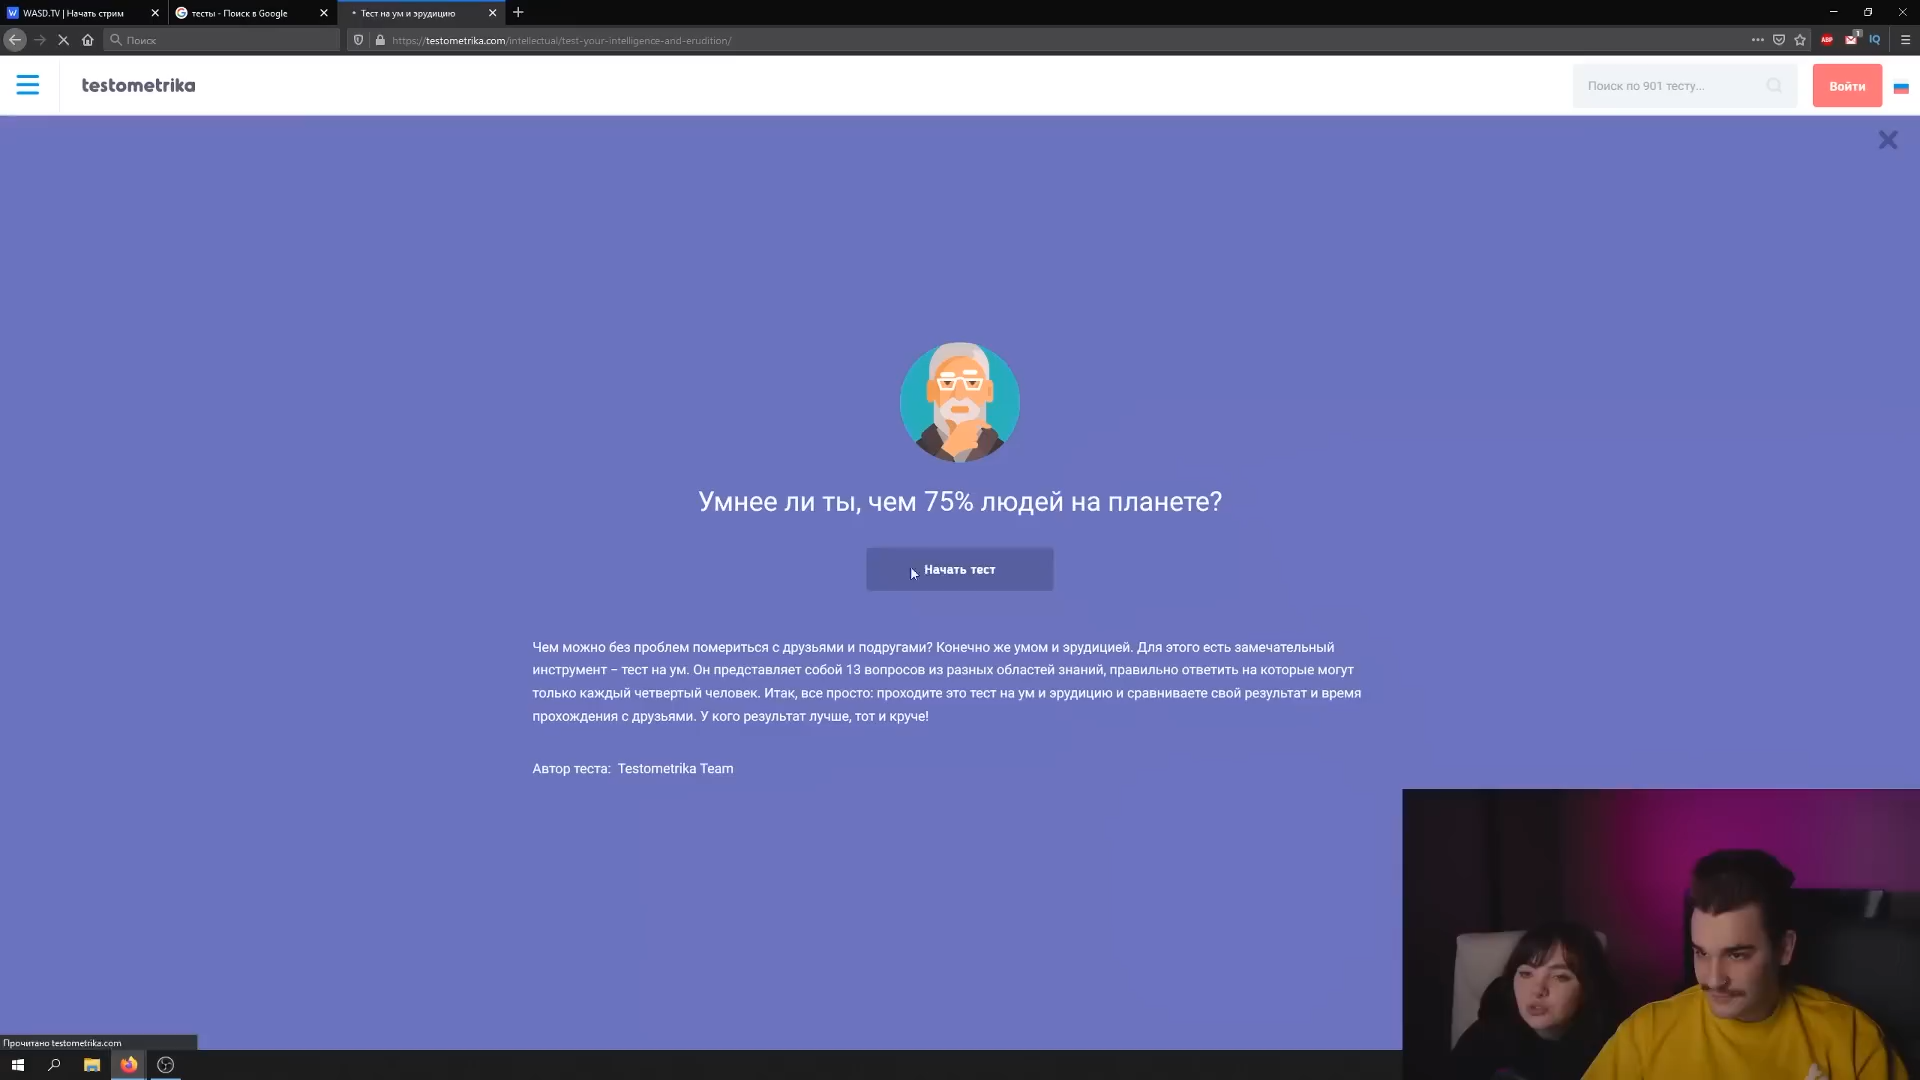 WASD.TV | Начать стрим
тесты - Поиск в Google
Тест на ум и эрудицию
Поиск
https://testometrika.com/intellectual/test-your-intelligence-and-erudition/
ABP
1
IQ
testometrika
Поиск по 901 тесту...
Войти
Умнее ли ты, чем 75% людей на планете?
Начать тест
Чем можно без проблем помериться с друзьями и подругами? Конечно же умом и эрудицией. Для этого есть замечательный
инструмент – тест на ум. Он представляет собой 13 вопросов из разных областей знаний, правильно ответить на которые могут
только каждый четвертый человек. Итак, все просто: проходите это тест на ум и эрудицию и сравниваете свой результат и время
прохождения с друзьями. У кого результат лучше, тот и круче!
Автор теста: Testometrika Team
Прочитано testometrika.com